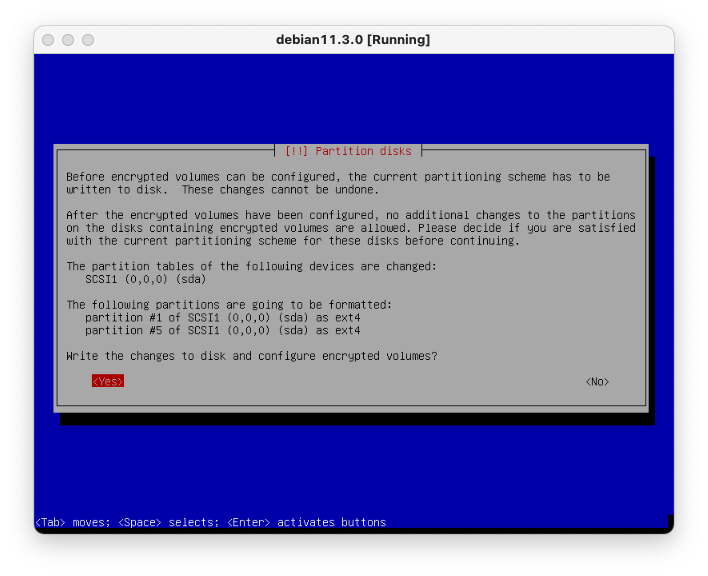 debian11.3.0 [Running]
[!!] Partition disks
Before encrypted volumes can be configured, the current partitioning scheme has to be
written to disk.  These changes cannot be undone.
After the encrypted volumes have been configured, no additional changes to the partitions
on the disks containing encrypted volumes are allowed. Please decide if you are satisfied
with the current partitioning scheme for these disks before continuing.
The partition tables of the following devices are changed:
SCSI1 (0,0,0) (sda)
The following partitions are going to be formatted:
partition #1 of SCSI1 (0,0,0) (sda) as ext4
partition #5 of SCSI1 (0,0,0) (sda) as ext4
Write the changes to disk and configure encrypted volumes?
<Yes> <No>
<Tab> moves; <Space> selects; <Enter> activates buttons